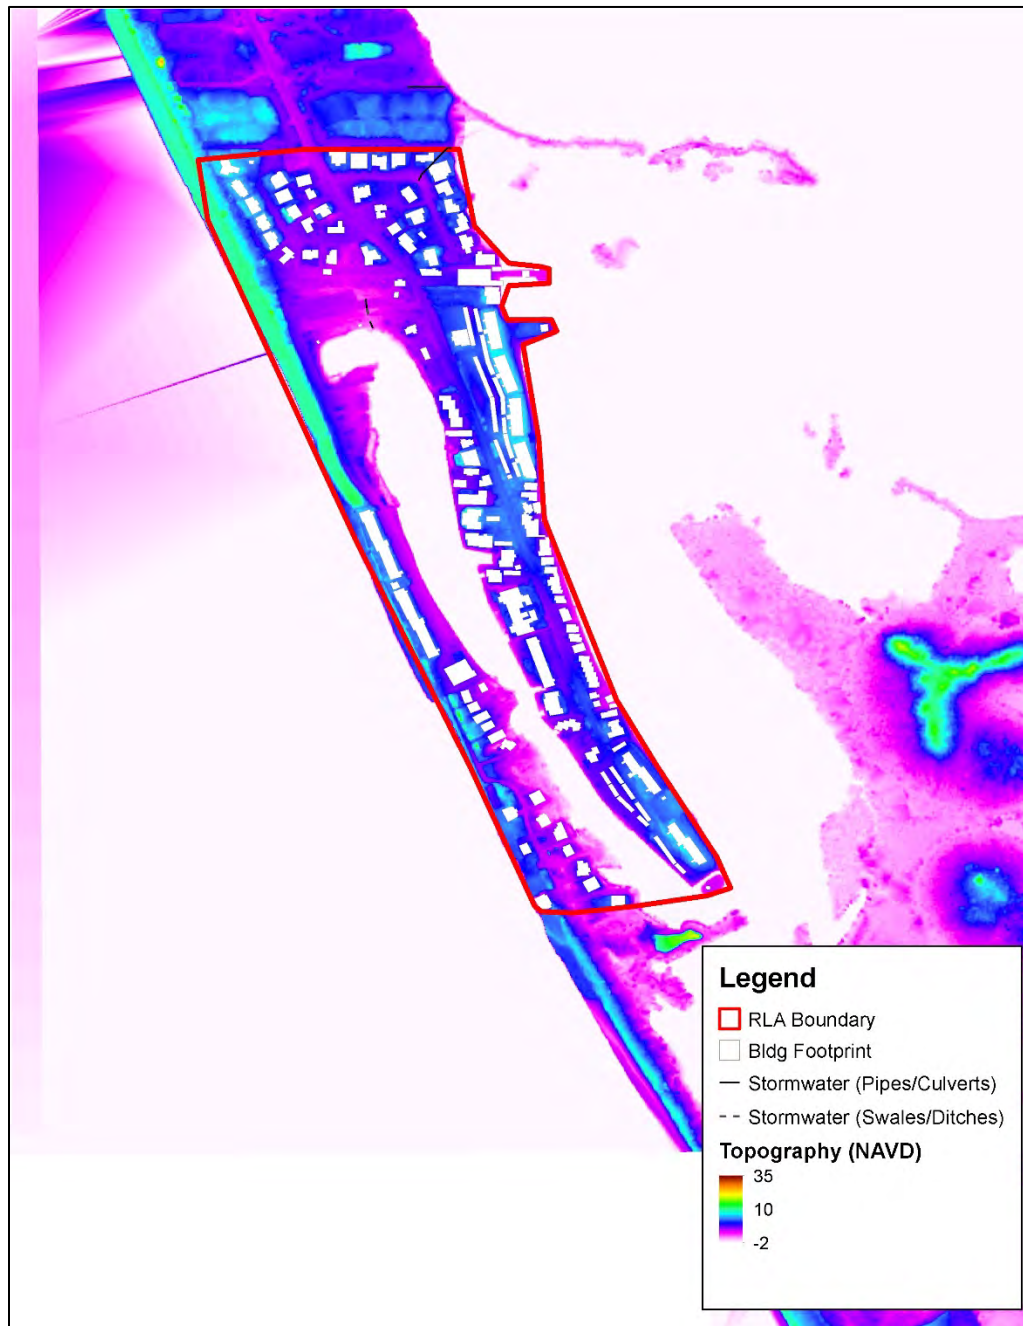 Legend
RLA Boundary
Bldg Footprint
Stormwater (Pipes/Culverts)
Stormwater (Swales/Ditches)
Topography (NAVD)
35
10
-2